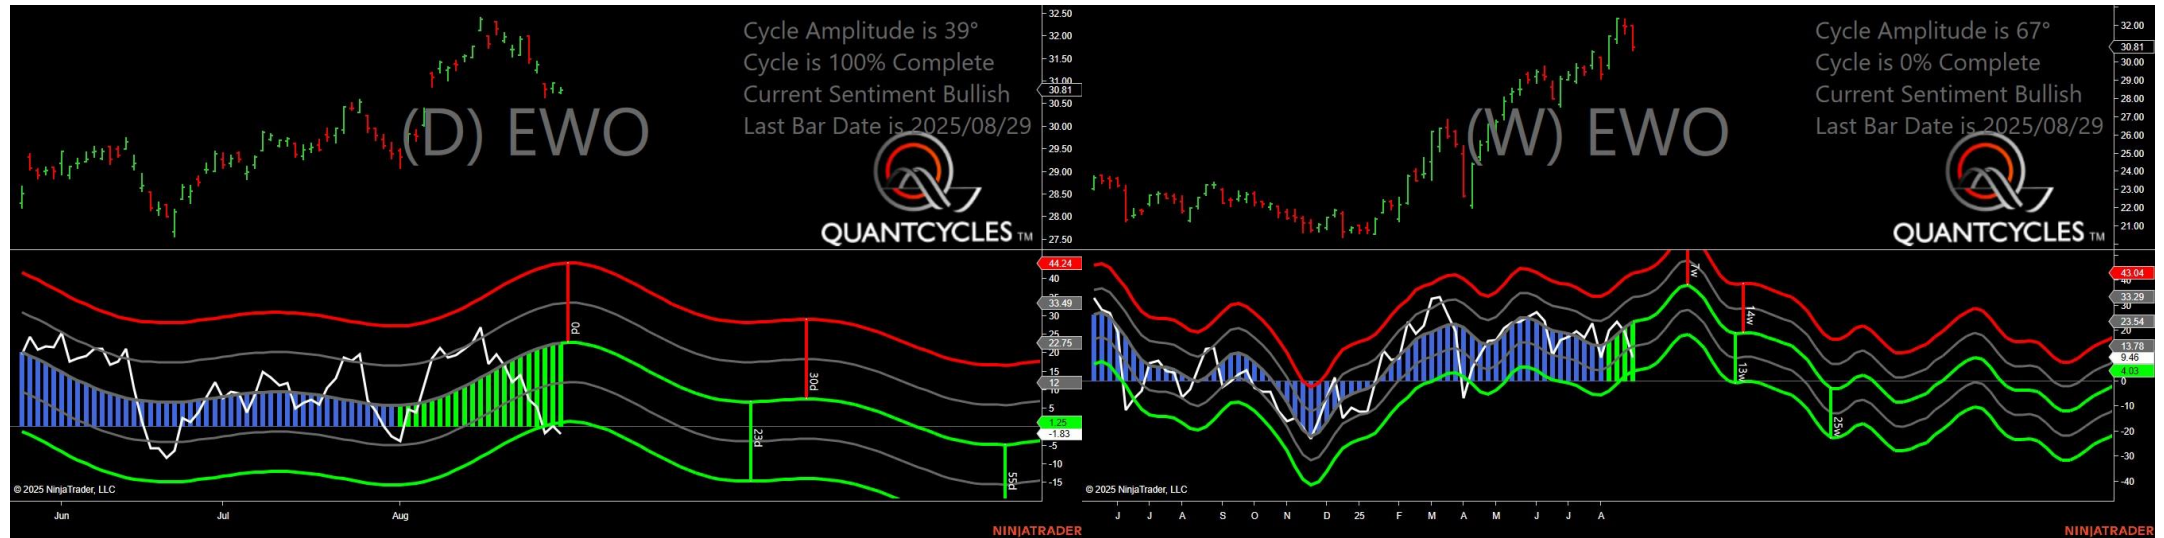 Cycle Amplitude is 39°
Cycle is 100% Complete
Current Sentiment Bullish
Last Bar Date is 2025/08/29
(D) EWO
QUANTCYCLES TM
32.50
32.00
31.50
31.00
30.81
30.50
30.00
29.50
29.00
28.50
28.00
27.50
44.24
40
35
33.49
30
25
22.75
20
15
12
5
1.25
-1.83
-5
-10
-15
0d
30d
23d
55d
© 2025 NinjaTrader, LLC
Jun Jul Aug
NINJATRADER
Cycle Amplitude is 67°
Cycle is 0% Complete
Current Sentiment Bullish
Last Bar Date is 2025/08/29
(W) EWO
QUANTCYCLES TM
32.00
30.81
30.00
29.00
28.00
27.00
26.00
25.00
24.00
23.00
22.00
21.00
43.04
33.29
30
23.54
20
13.78
9.46
4.03
0
-10
-20
-30
-40
7w
14w
13w
25w
© 2025 NinjaTrader, LLC
J J A S O N D 25 F M A M J J A
NINJATRADER